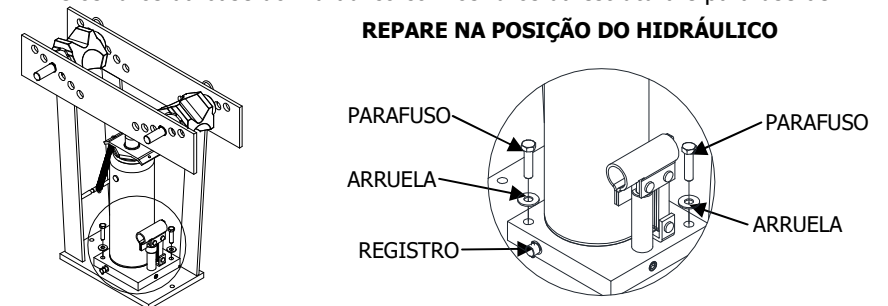 REPARE NA POSIÇÃO DO HIDRÁULICO
PARAFUSO
PARAFUSO
ARRUELA
ARRUELA
REGISTRO